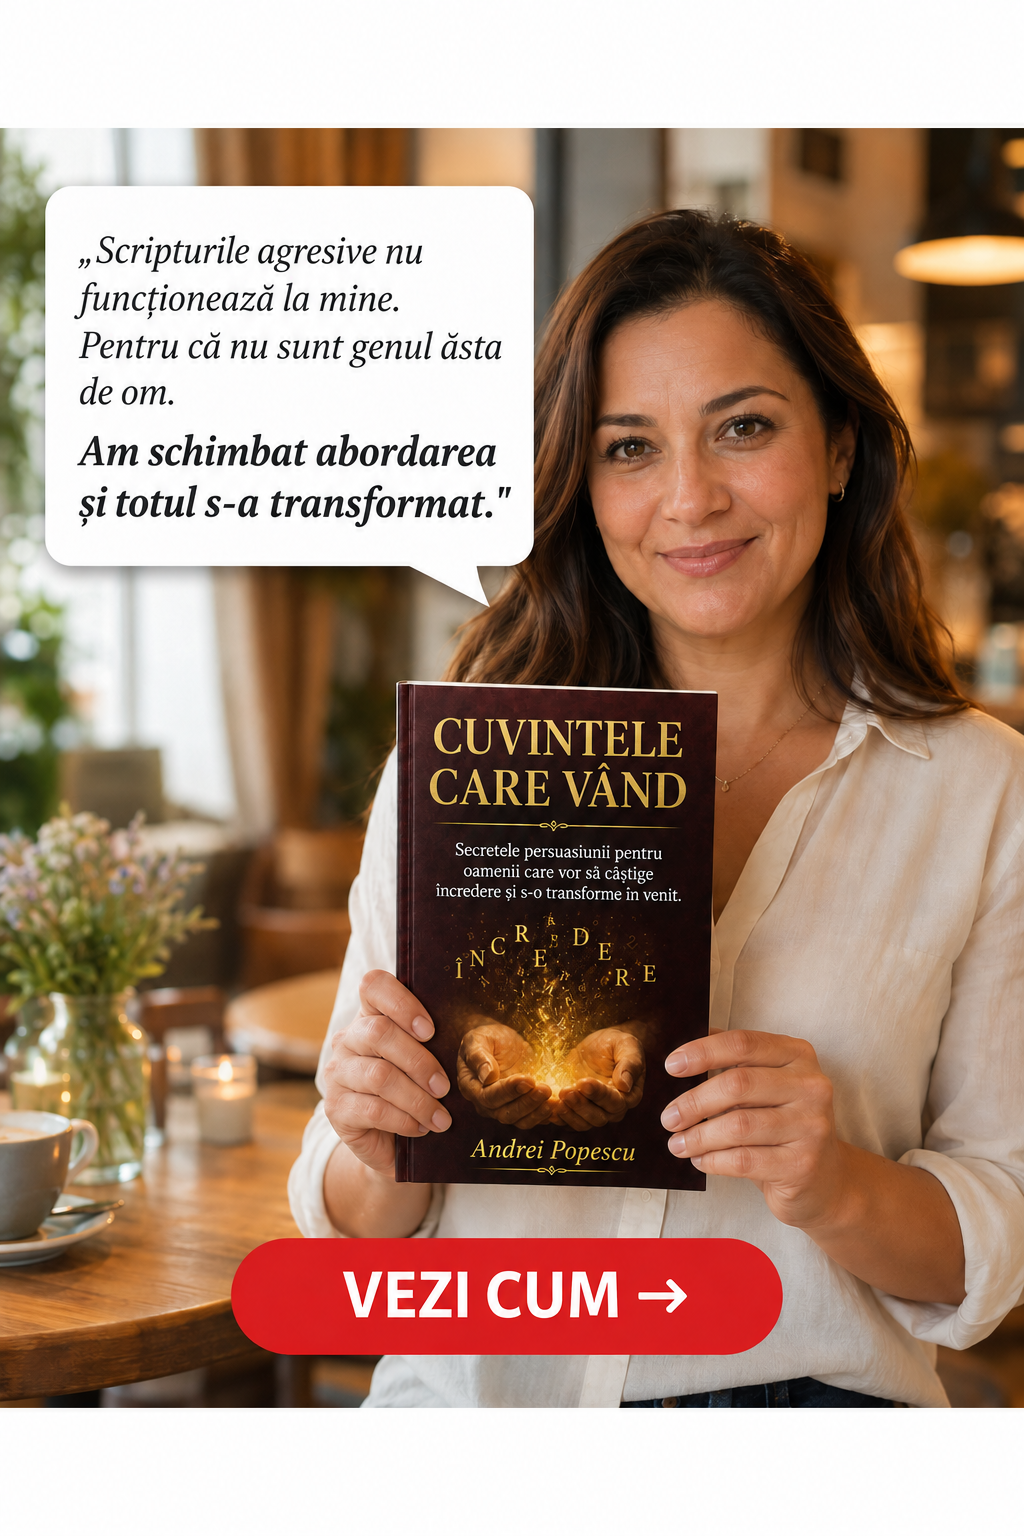 „Scripturile agresive nu
funcționează la mine.
Pentru că nu sunt genul ăsta
de om.
Am schimbat abordarea
și totul s-a transformat."
CUVINTELE
CARE VÂND
Secretele persuasiunii pentru
oamenii care vor să câștige
încredere și s-o transforme în venit.
ÎNCREDERE
Andrei Popescu
VEZI CUM →